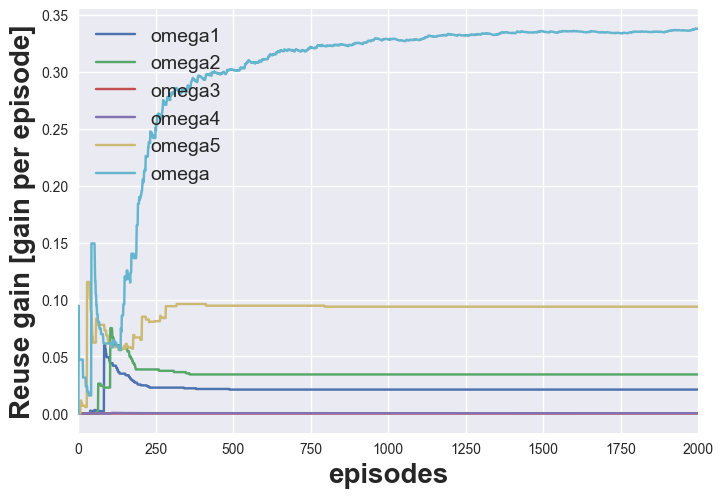 Reuse gain [gain per episode]
0.35
0.30
0.25
0.20
0.15
0.10
0.05
0.00
omega1
omega2
omega3
omega4
omega5
omega
0 250 500 750 1000 1250 1500 1750 2000
episodes